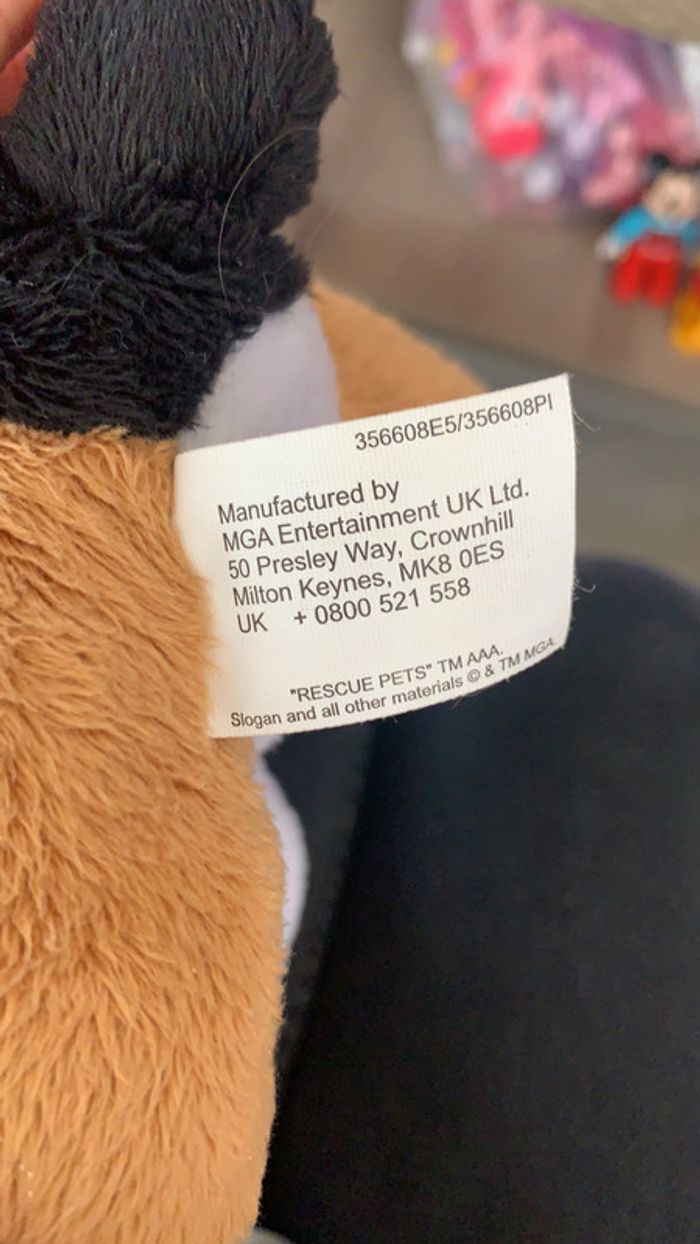 356608E5/356608PI
Manufactured by
MGA Entertainment UK Ltd.
50 Presley Way, Crownhill
Milton Keynes, MK8 0ES
UK + 0800 521 558
"RESCUE PETS" TM AAA.
Slogan and all other materials © & TM MGA.